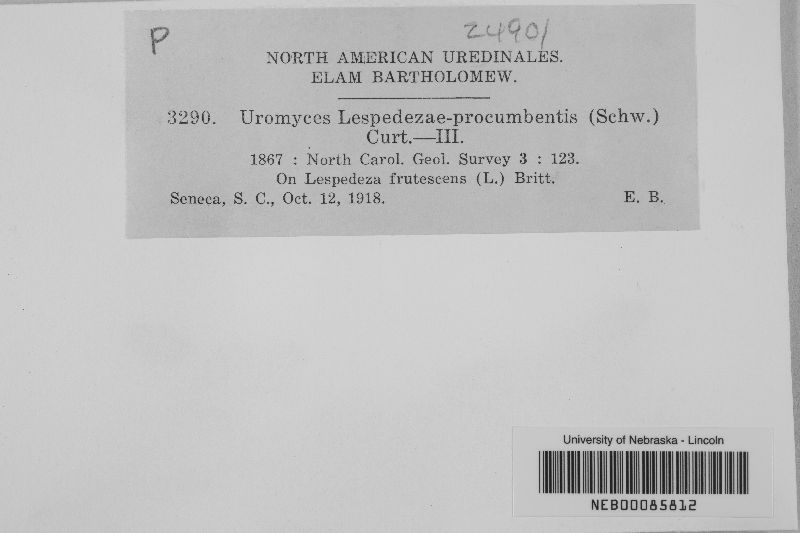 P
24901
NORTH AMERICAN UREDINALES.
ELAM BARTHOLOMEW.
3290. Uromyces Lespedezae-procumbentis (Schw.)
Curt.—III.
1867 : North Carol. Geol. Survey 3 : 123.
On Lespedeza frutescens (L.) Britt.
Seneca, S. C., Oct. 12, 1918. E. B.
University of Nebraska - Lincoln
NEB00085812